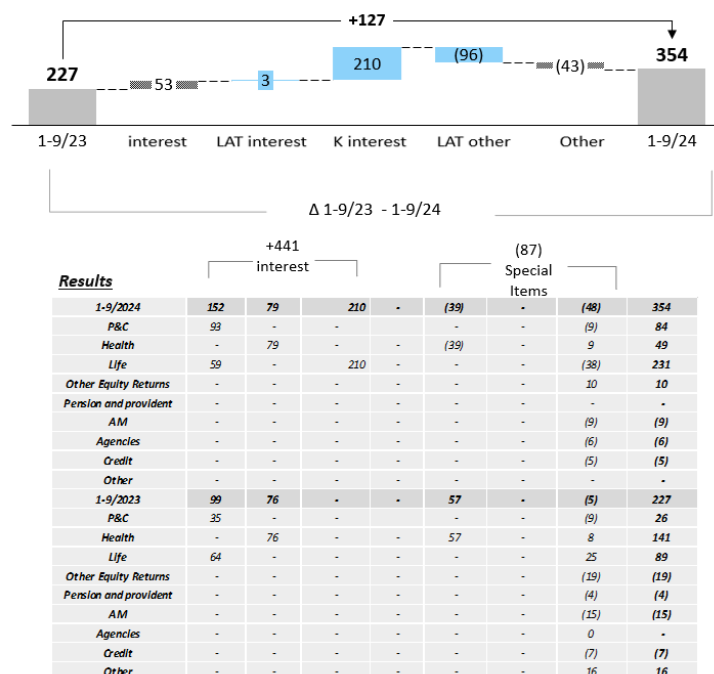 +127
227
53
3
210
(96)
(43)
354
1-9/23 interest LAT interest K interest LAT other Other 1-9/24
Δ 1-9/23 - 1-9/24
+441
interest
(87)
Special
Items
Results
1-9/2024 152 79 210 - (39) - (48) 354
P&C 93 - - - - (9) 84
Health - 79 - - (39) - 9 49
Life 59 - 210 - - - (38) 231
Other Equity Returns - - - - - - 10 10
Pension and provident - - - - - - - -
AM - - - - - - (9) (9)
Agencies - - - - - - (6) (6)
Credit - - - - - - (5) (5)
Other - - - - - - - -
1-9/2023 99 76 - - 57 - (5) 227
P&C 35 - - - - (9) 26
Health - 76 - - 57 - 8 141
Life 64 - - - - - 25 89
Other Equity Returns - - - - - - (19) (19)
Pension and provident - - - - - - (4) (4)
AM - - - - - - (15) (15)
Agencies - - - - - - 0 -
Credit - - - - - - (7) (7)
Other - - - - - - 16 16